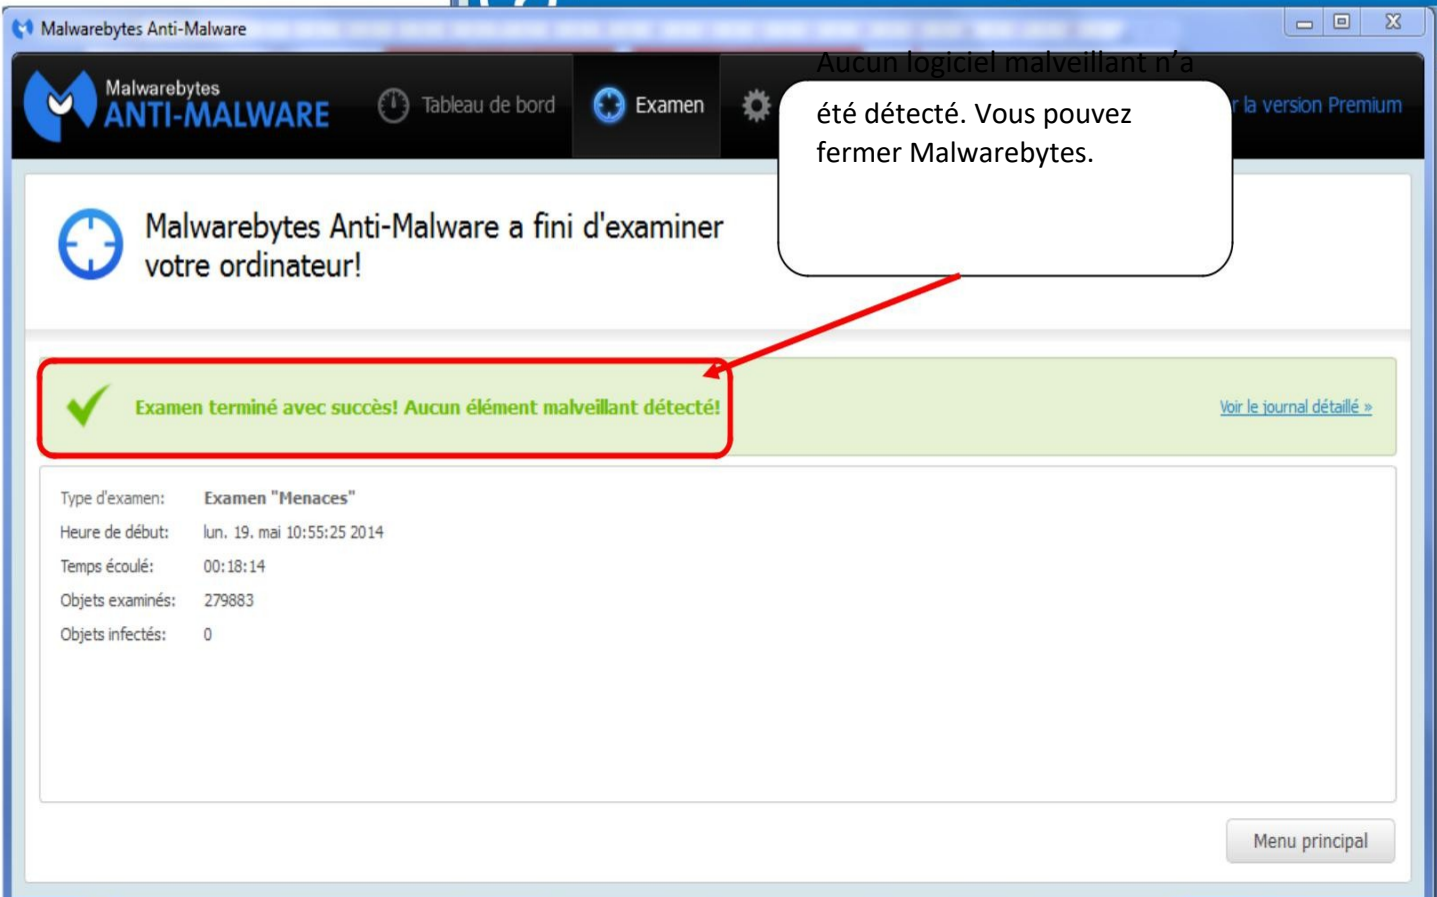 Malwarebytes Anti-Malware
Malwarebytes
ANTI-MALWARE
Tableau de bord
Examen
la version Premium
Aucun logiciel malveillant n’a
été détecté. Vous pouvez
fermer Malwarebytes.
Malwarebytes Anti-Malware a fini d'examiner
votre ordinateur!
Examen terminé avec succès! Aucun élément malveillant détecté!
Voir le journal détaillé »
Type d'examen: Examen "Menaces"
Heure de début: lun. 19. mai 10:55:25 2014
Temps écoulé: 00:18:14
Objets examinés: 279883
Objets infectés: 0
Menu principal